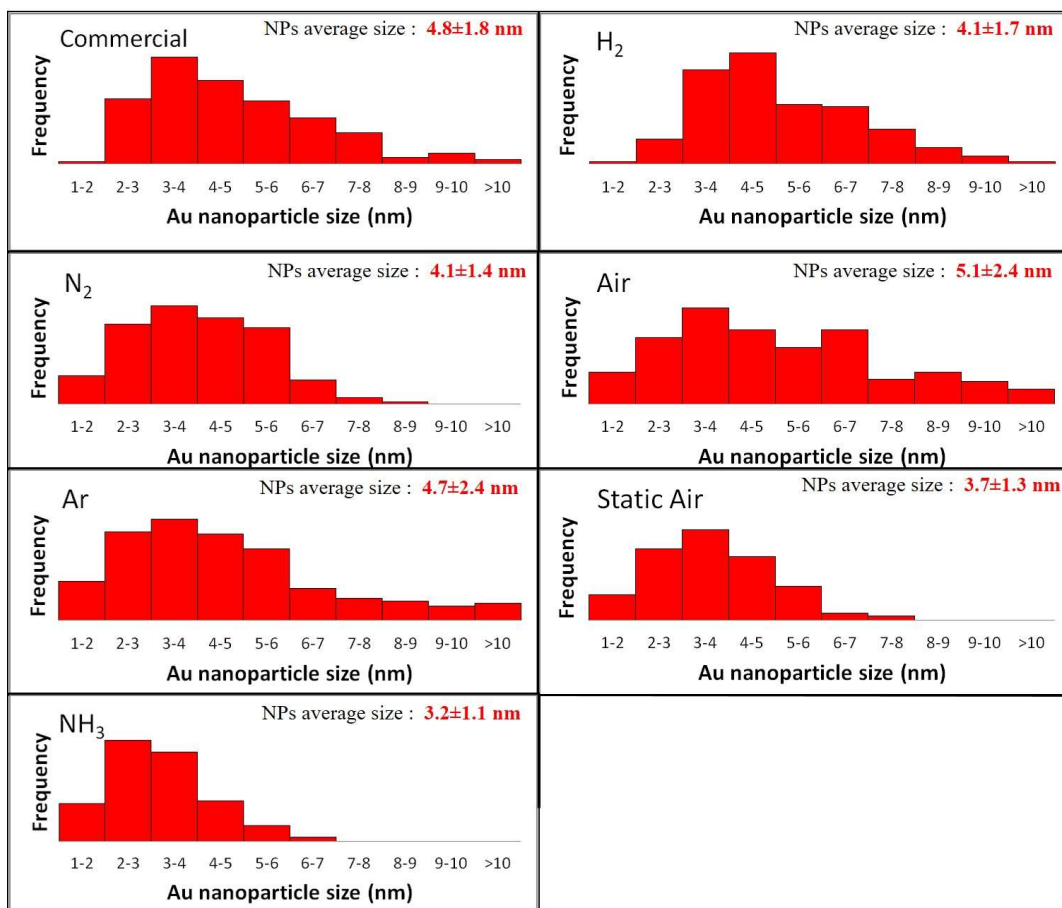 Commercial
NPs average size : 4.8±1.8 nm
Frequency
1-2 2-3 3-4 4-5 5-6 6-7 7-8 8-9 9-10 >10
Au nanoparticle size (nm)
H2
NPs average size : 4.1±1.7 nm
Frequency
1-2 2-3 3-4 4-5 5-6 6-7 7-8 8-9 9-10 >10
Au nanoparticle size (nm)
N2
NPs average size : 4.1±1.4 nm
Frequency
1-2 2-3 3-4 4-5 5-6 6-7 7-8 8-9 9-10 >10
Au nanoparticle size (nm)
Air
NPs average size : 5.1±2.4 nm
Frequency
1-2 2-3 3-4 4-5 5-6 6-7 7-8 8-9 9-10 >10
Au nanoparticle size (nm)
Ar
NPs average size : 4.7±2.4 nm
Frequency
1-2 2-3 3-4 4-5 5-6 6-7 7-8 8-9 9-10 >10
Au nanoparticle size (nm)
Static Air
NPs average size : 3.7±1.3 nm
Frequency
1-2 2-3 3-4 4-5 5-6 6-7 7-8 8-9 9-10 >10
Au nanoparticle size (nm)
NH3
NPs average size : 3.2±1.1 nm
Frequency
1-2 2-3 3-4 4-5 5-6 6-7 7-8 8-9 9-10 >10
Au nanoparticle size (nm)